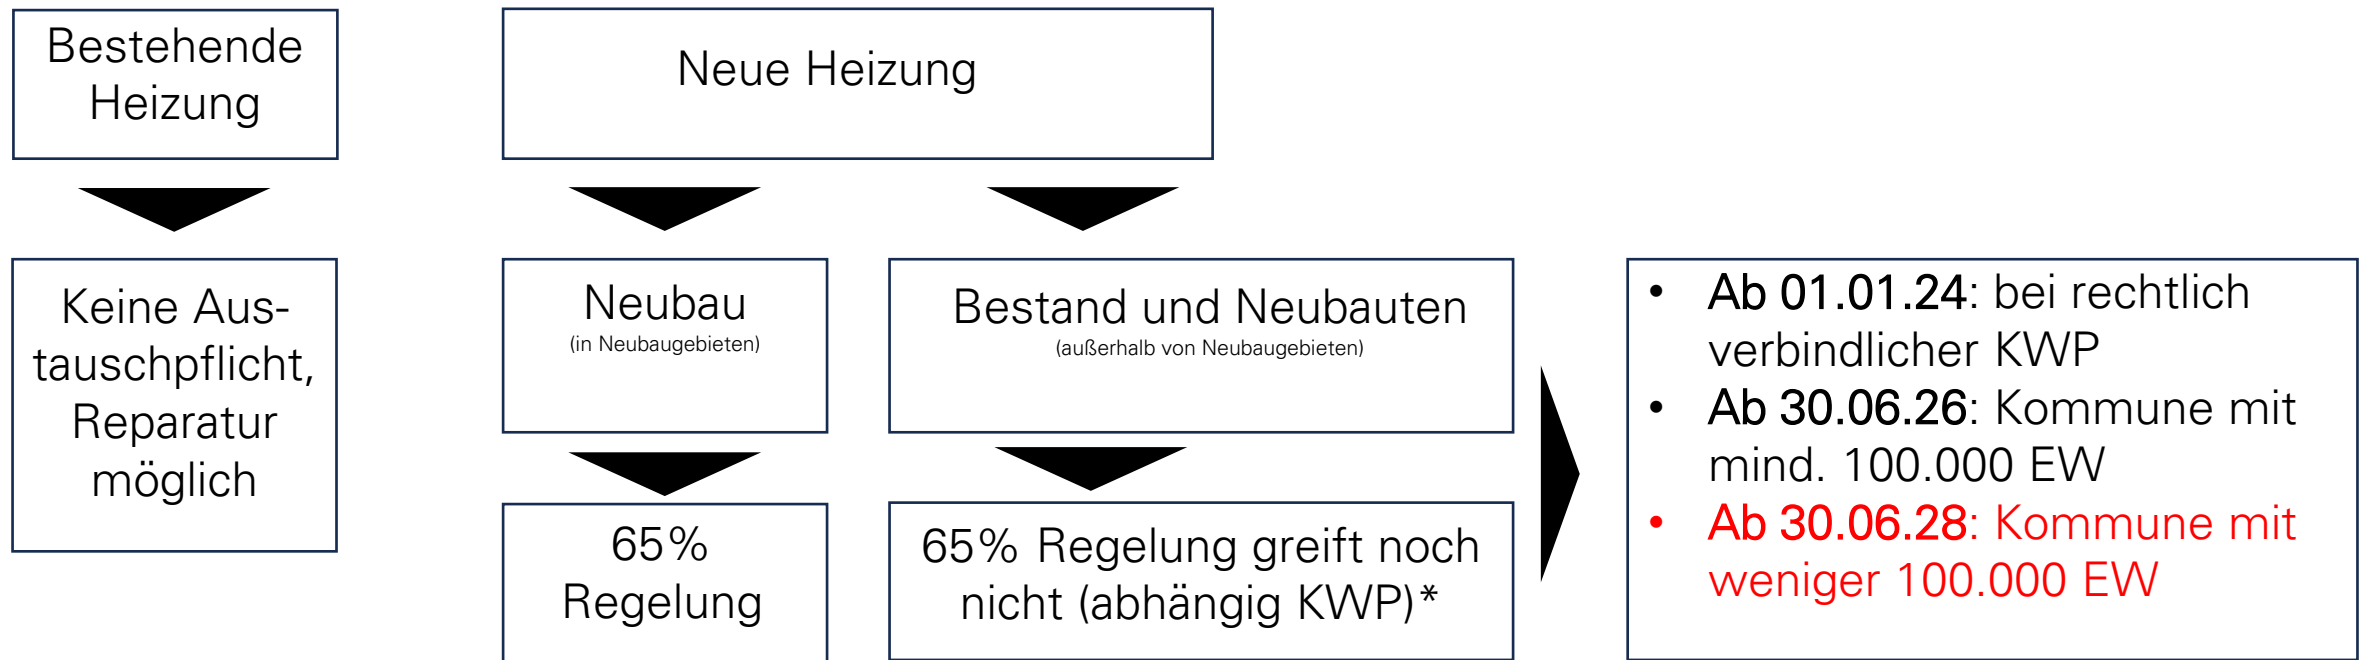 Bestehende
Heizung
Neue Heizung
Keine Aus-
tauschpflicht,
Reparatur
möglich
Neubau
(in Neubaugebieten)
65%
Regelung
Bestand und Neubauten
(außerhalb von Neubaugebieten)
65% Regelung greift noch
nicht (abhängig KWP)*
• Ab 01.01.24: bei rechtlich
verbindlicher KWP
• Ab 30.06.26: Kommune mit
mind. 100.000 EW
• Ab 30.06.28: Kommune mit
weniger 100.000 EW